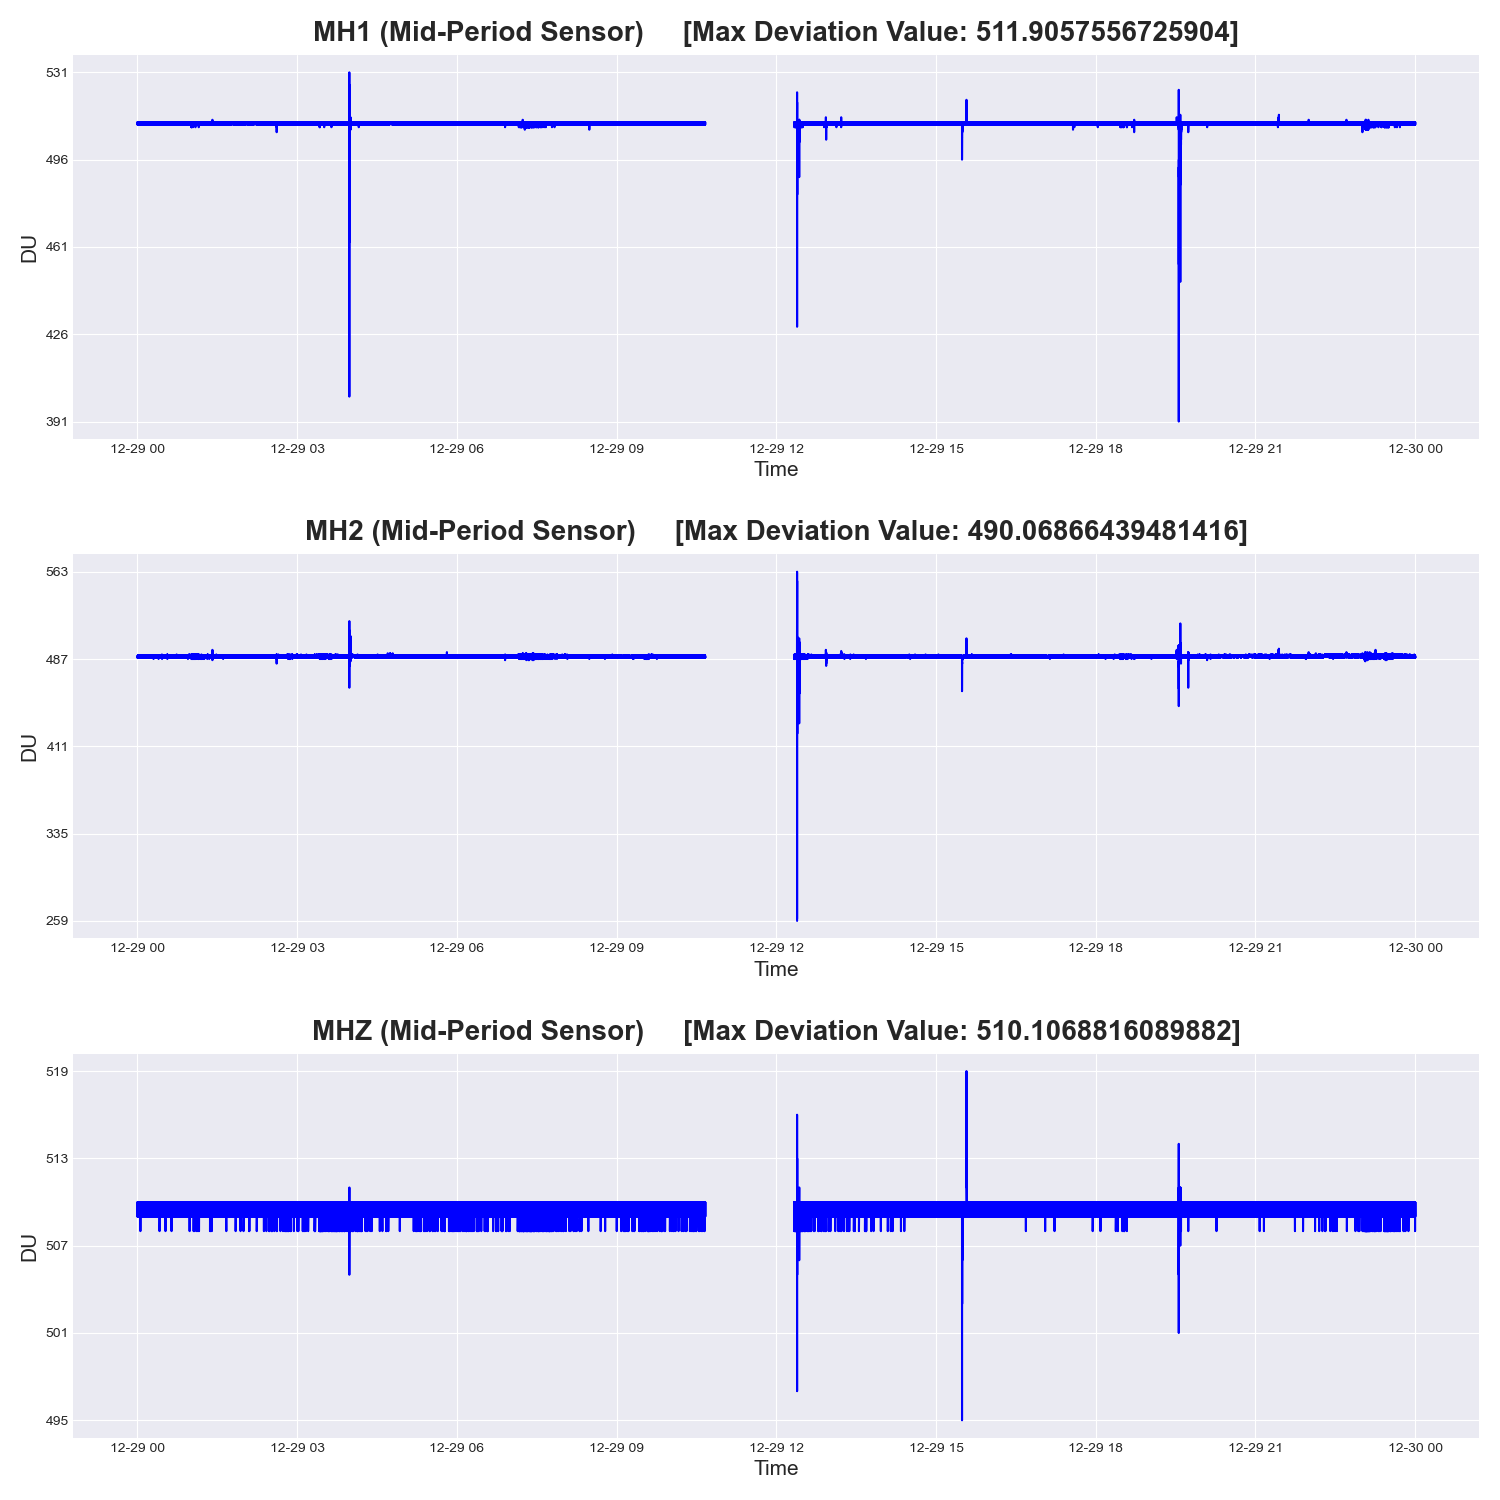 MH1 (Mid-Period Sensor) [Max Deviation Value: 511.9057556725904]
531
496
461
426
391
DU
12-29 00 12-29 03 12-29 06 12-29 09 12-29 12 12-29 15 12-29 18 12-29 21 12-30 00
Time
MH2 (Mid-Period Sensor) [Max Deviation Value: 490.06866439481416]
563
487
411
335
259
DU
12-29 00 12-29 03 12-29 06 12-29 09 12-29 12 12-29 15 12-29 18 12-29 21 12-30 00
Time
MHZ (Mid-Period Sensor) [Max Deviation Value: 510.1068816089882]
519
513
507
501
495
DU
12-29 00 12-29 03 12-29 06 12-29 09 12-29 12 12-29 15 12-29 18 12-29 21 12-30 00
Time